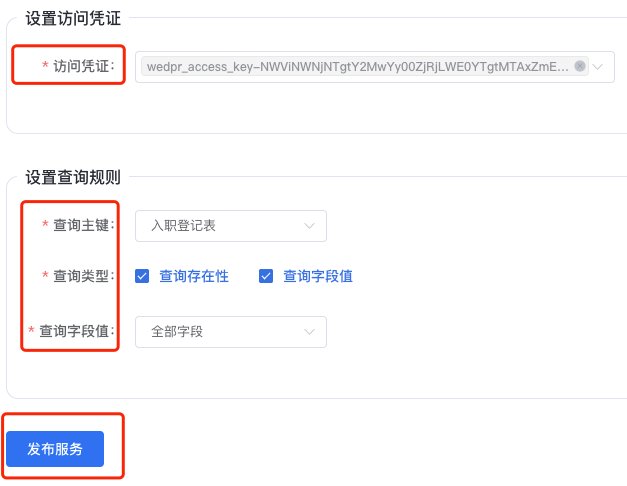 设置访问凭证
* 访问凭证: wedpr_access_key-NWViNWNjNTgtY2MwYy00ZjRjLWE0YTgtMTAxZmE...
设置查询规则
* 查询主键: 入职登记表
* 查询类型: 查询存在性 查询字段值
* 查询字段值: 全部字段
发布服务